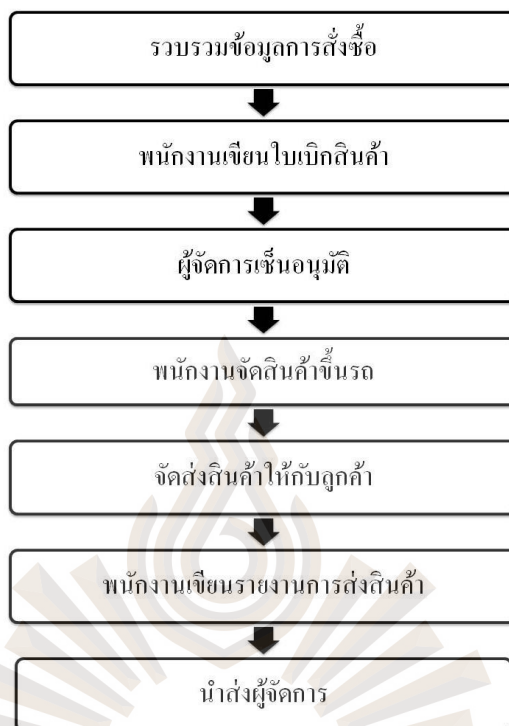 รวบรวมข้อมูลการสั่งซื้อ
พนักงานเขียนใบเบิกสินค้า
ผู้จัดการเซ็นอนุมัติ
พนักงานจัดสินค้าขึ้นรถ
จัดส่งสินค้าให้กับลูกค้า
พนักงานเขียนรายงานการส่งสินค้า
นำส่งผู้จัดการ